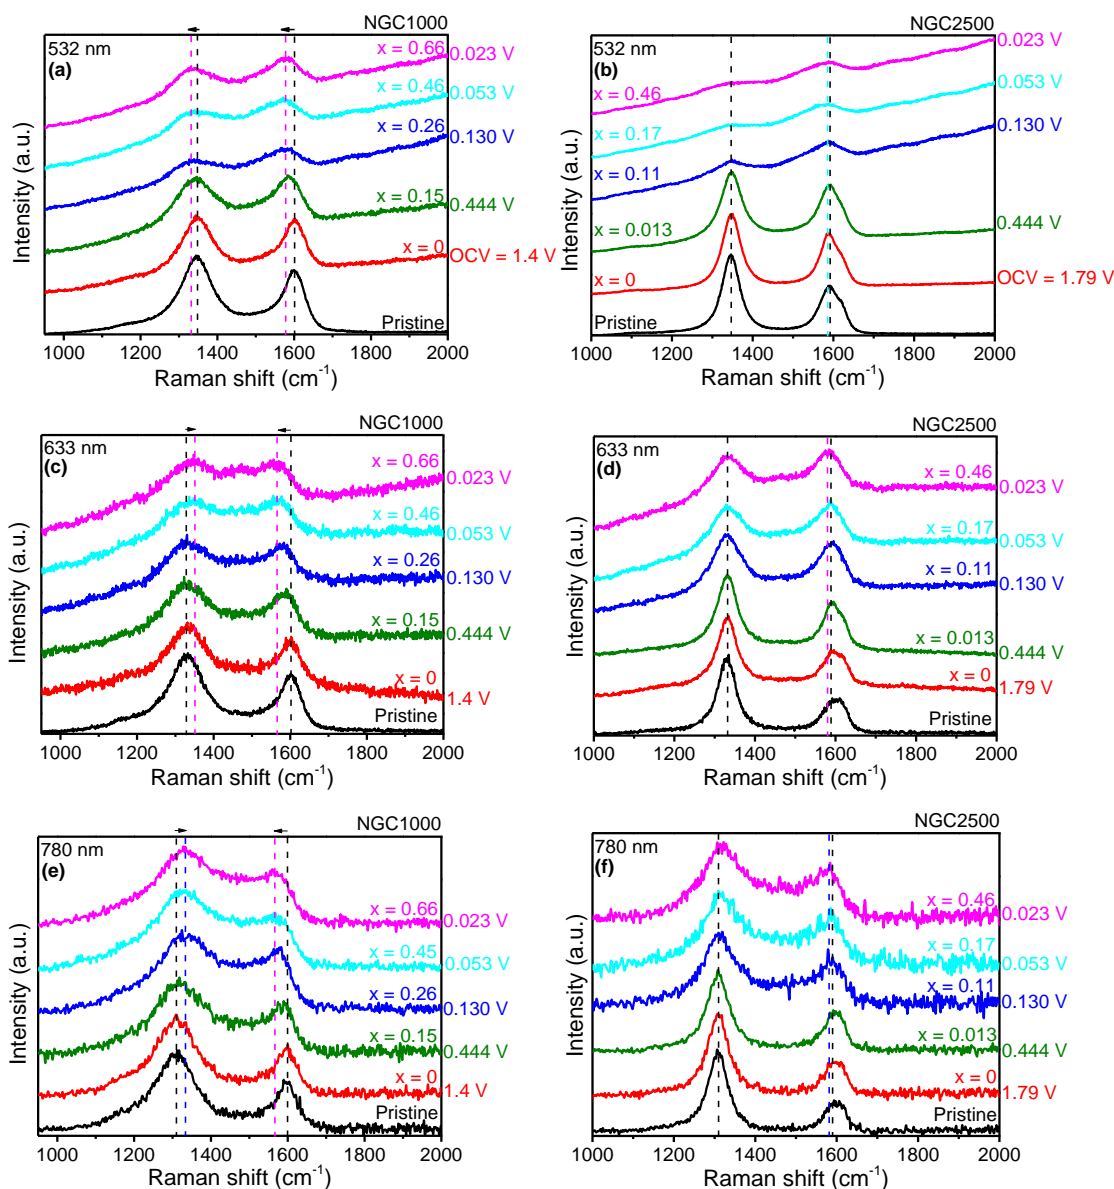 NGC1000
532 nm
(a)
x = 0.66
0.023 V
x = 0.46
0.053 V
x = 0.26
0.130 V
x = 0.15
0.444 V
x = 0
OCV = 1.4 V
Pristine
Intensity (a.u.)
1000 1200 1400 1600 1800 2000
Raman shift (cm⁻¹)
NGC2500
532 nm
(b)
0.023 V
x = 0.46
0.053 V
x = 0.17
0.130 V
x = 0.11
x = 0.013
0.444 V
x = 0
OCV = 1.79 V
Pristine
Intensity (a.u.)
1000 1200 1400 1600 1800 2000
Raman shift (cm⁻¹)
NGC1000
633 nm
(c)
x = 0.66
0.023 V
x = 0.46
0.053 V
x = 0.26
0.130 V
x = 0.15
0.444 V
x = 0
1.4 V
Pristine
Intensity (a.u.)
1000 1200 1400 1600 1800 2000
Raman shift (cm⁻¹)
NGC2500
633 nm
(d)
x = 0.46
0.023 V
x = 0.17
0.053 V
x = 0.11
0.130 V
x = 0.013
0.444 V
x = 0
1.79 V
Pristine
Intensity (a.u.)
1000 1200 1400 1600 1800 2000
Raman shift (cm⁻¹)
NGC1000
780 nm
(e)
x = 0.66
0.023 V
x = 0.45
0.053 V
x = 0.26
0.130 V
x = 0.15
0.444 V
x = 0
1.4 V
Pristine
Intensity (a.u.)
1000 1200 1400 1600 1800 2000
Raman shift (cm⁻¹)
NGC2500
780 nm
(f)
x = 0.46
0.023 V
x = 0.17
0.053 V
x = 0.11
0.130 V
x = 0.013
0.444 V
x = 0
1.79 V
Pristine
Intensity (a.u.)
1000 1200 1400 1600 1800 2000
Raman shift (cm⁻¹)